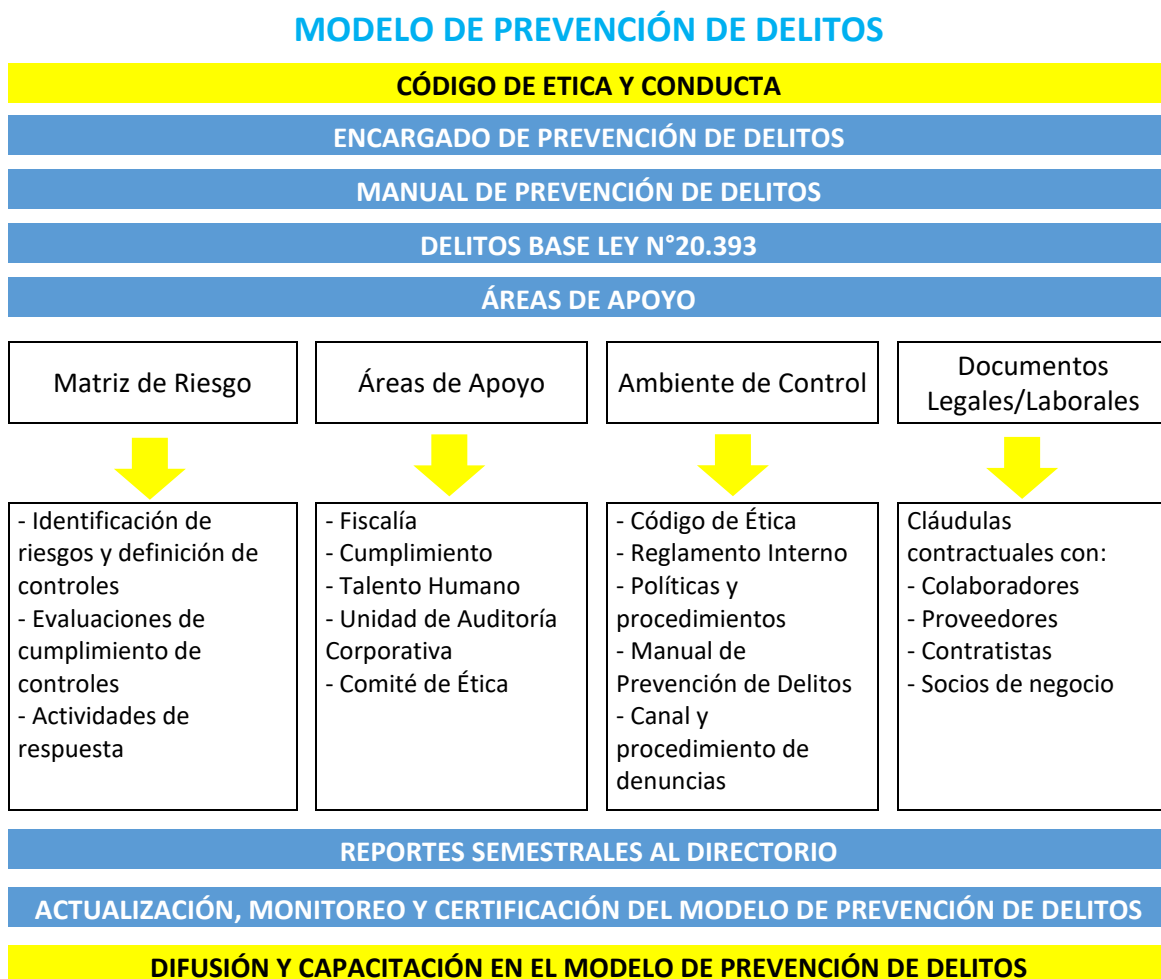 MODELO DE PREVENCIÓN DE DELITOS
CÓDIGO DE ETICA Y CONDUCTA
ENCARGADO DE PREVENCIÓN DE DELITOS
MANUAL DE PREVENCIÓN DE DELITOS
DELITOS BASE LEY N°20.393
ÁREAS DE APOYO
Matriz de Riesgo
Áreas de Apoyo
Ambiente de Control
Documentos
Legales/Laborales
- Identificación de
riesgos y definición de
controles
- Evaluaciones de
cumplimiento de
controles
- Actividades de
respuesta
- Fiscalía
- Cumplimiento
- Talento Humano
- Unidad de Auditoría
Corporativa
- Comité de Ética
- Código de Ética
- Reglamento Interno
- Políticas y
procedimientos
- Manual de
Prevención de Delitos
- Canal y
procedimiento de
denuncias
Cláudulas
contractuales con:
- Colaboradores
- Proveedores
- Contratistas
- Socios de negocio
REPORTES SEMESTRALES AL DIRECTORIO
ACTUALIZACIÓN, MONITOREO Y CERTIFICACIÓN DEL MODELO DE PREVENCIÓN DE DELITOS
DIFUSIÓN Y CAPACITACIÓN EN EL MODELO DE PREVENCIÓN DE DELITOS